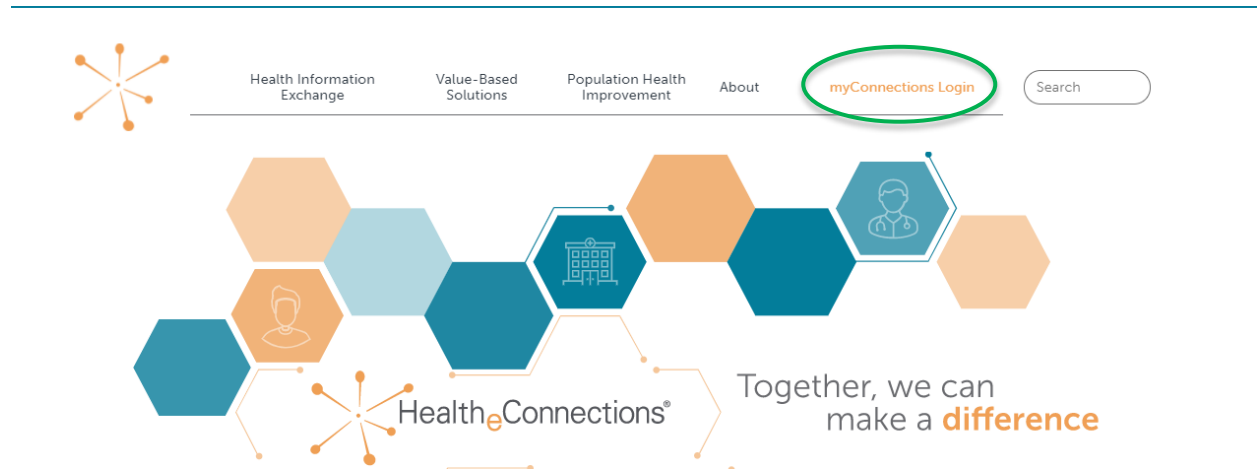 Health Information
Exchange
Value-Based
Solutions
Population Health
Improvement
About
myConnections Login
Search
HealtheConnections®
Together, we can
make a difference